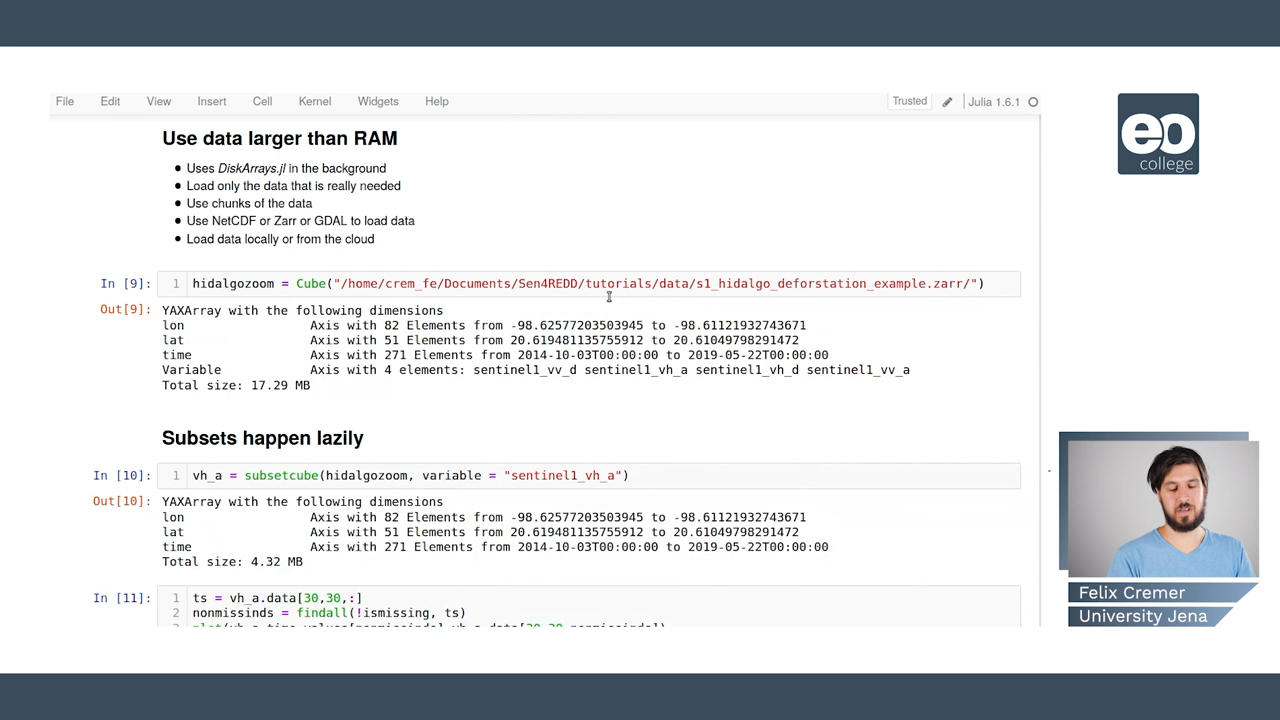 File Edit View Insert Cell Kernel Widgets Help Trusted Julia 1.6.1
eo
college
Use data larger than RAM
Uses DiskArrays.jl in the background
Load only the data that is really needed
Use chunks of the data
Use NetCDF or Zarr or GDAL to load data
Load data locally or from the cloud
In [9]: 1 hidalgozoom = Cube("/home/crem_fe/Documents/Sen4REDD/tutorials/data/s1_hidalgo_deforstation_example.zarr/")
Out[9]: YAXArray with the following dimensions
lon Axis with 82 Elements from -98.62577203503945 to -98.61121932743671
lat Axis with 51 Elements from 20.619481135755912 to 20.61049798291472
time Axis with 271 Elements from 2014-10-03T00:00:00 to 2019-05-22T00:00:00
Variable Axis with 4 elements: sentinel1_vv_d sentinel1_vh_a sentinel1_vh_d sentinel1_vv_a
Total size: 17.29 MB
Subsets happen lazily
In [10]: 1 vh_a = subsetcube(hidalgozoom, variable = "sentinel1_vh_a")
Out[10]: YAXArray with the following dimensions
lon Axis with 82 Elements from -98.62577203503945 to -98.61121932743671
lat Axis with 51 Elements from 20.619481135755912 to 20.61049798291472
time Axis with 271 Elements from 2014-10-03T00:00:00 to 2019-05-22T00:00:00
Total size: 4.32 MB
In [11]: 1 ts = vh_a.data[30,30,:]
2 nonmissinds = findall(!ismissing, ts)
Felix Cremer
University Jena